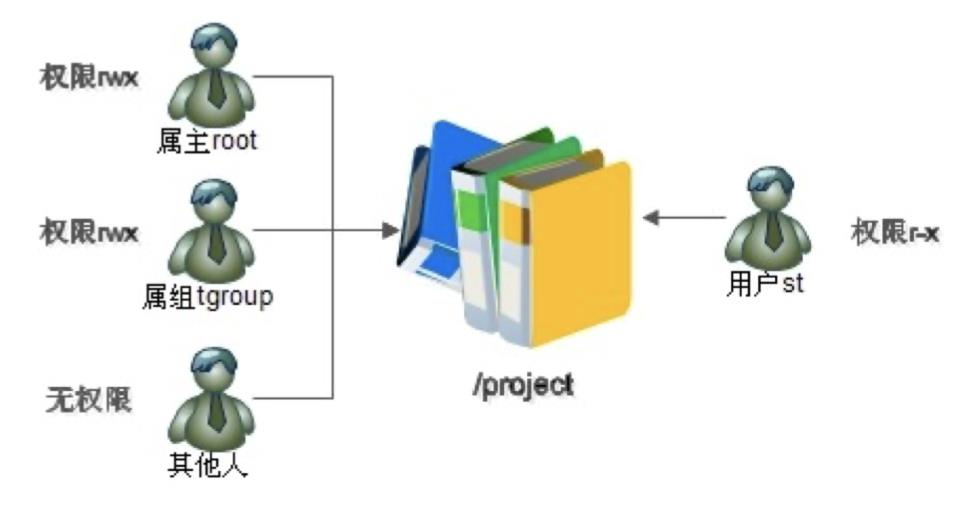 权限rwx
属主root
权限rwx
属组tgroup
无权限
其他人
/project
用户st
权限r-x